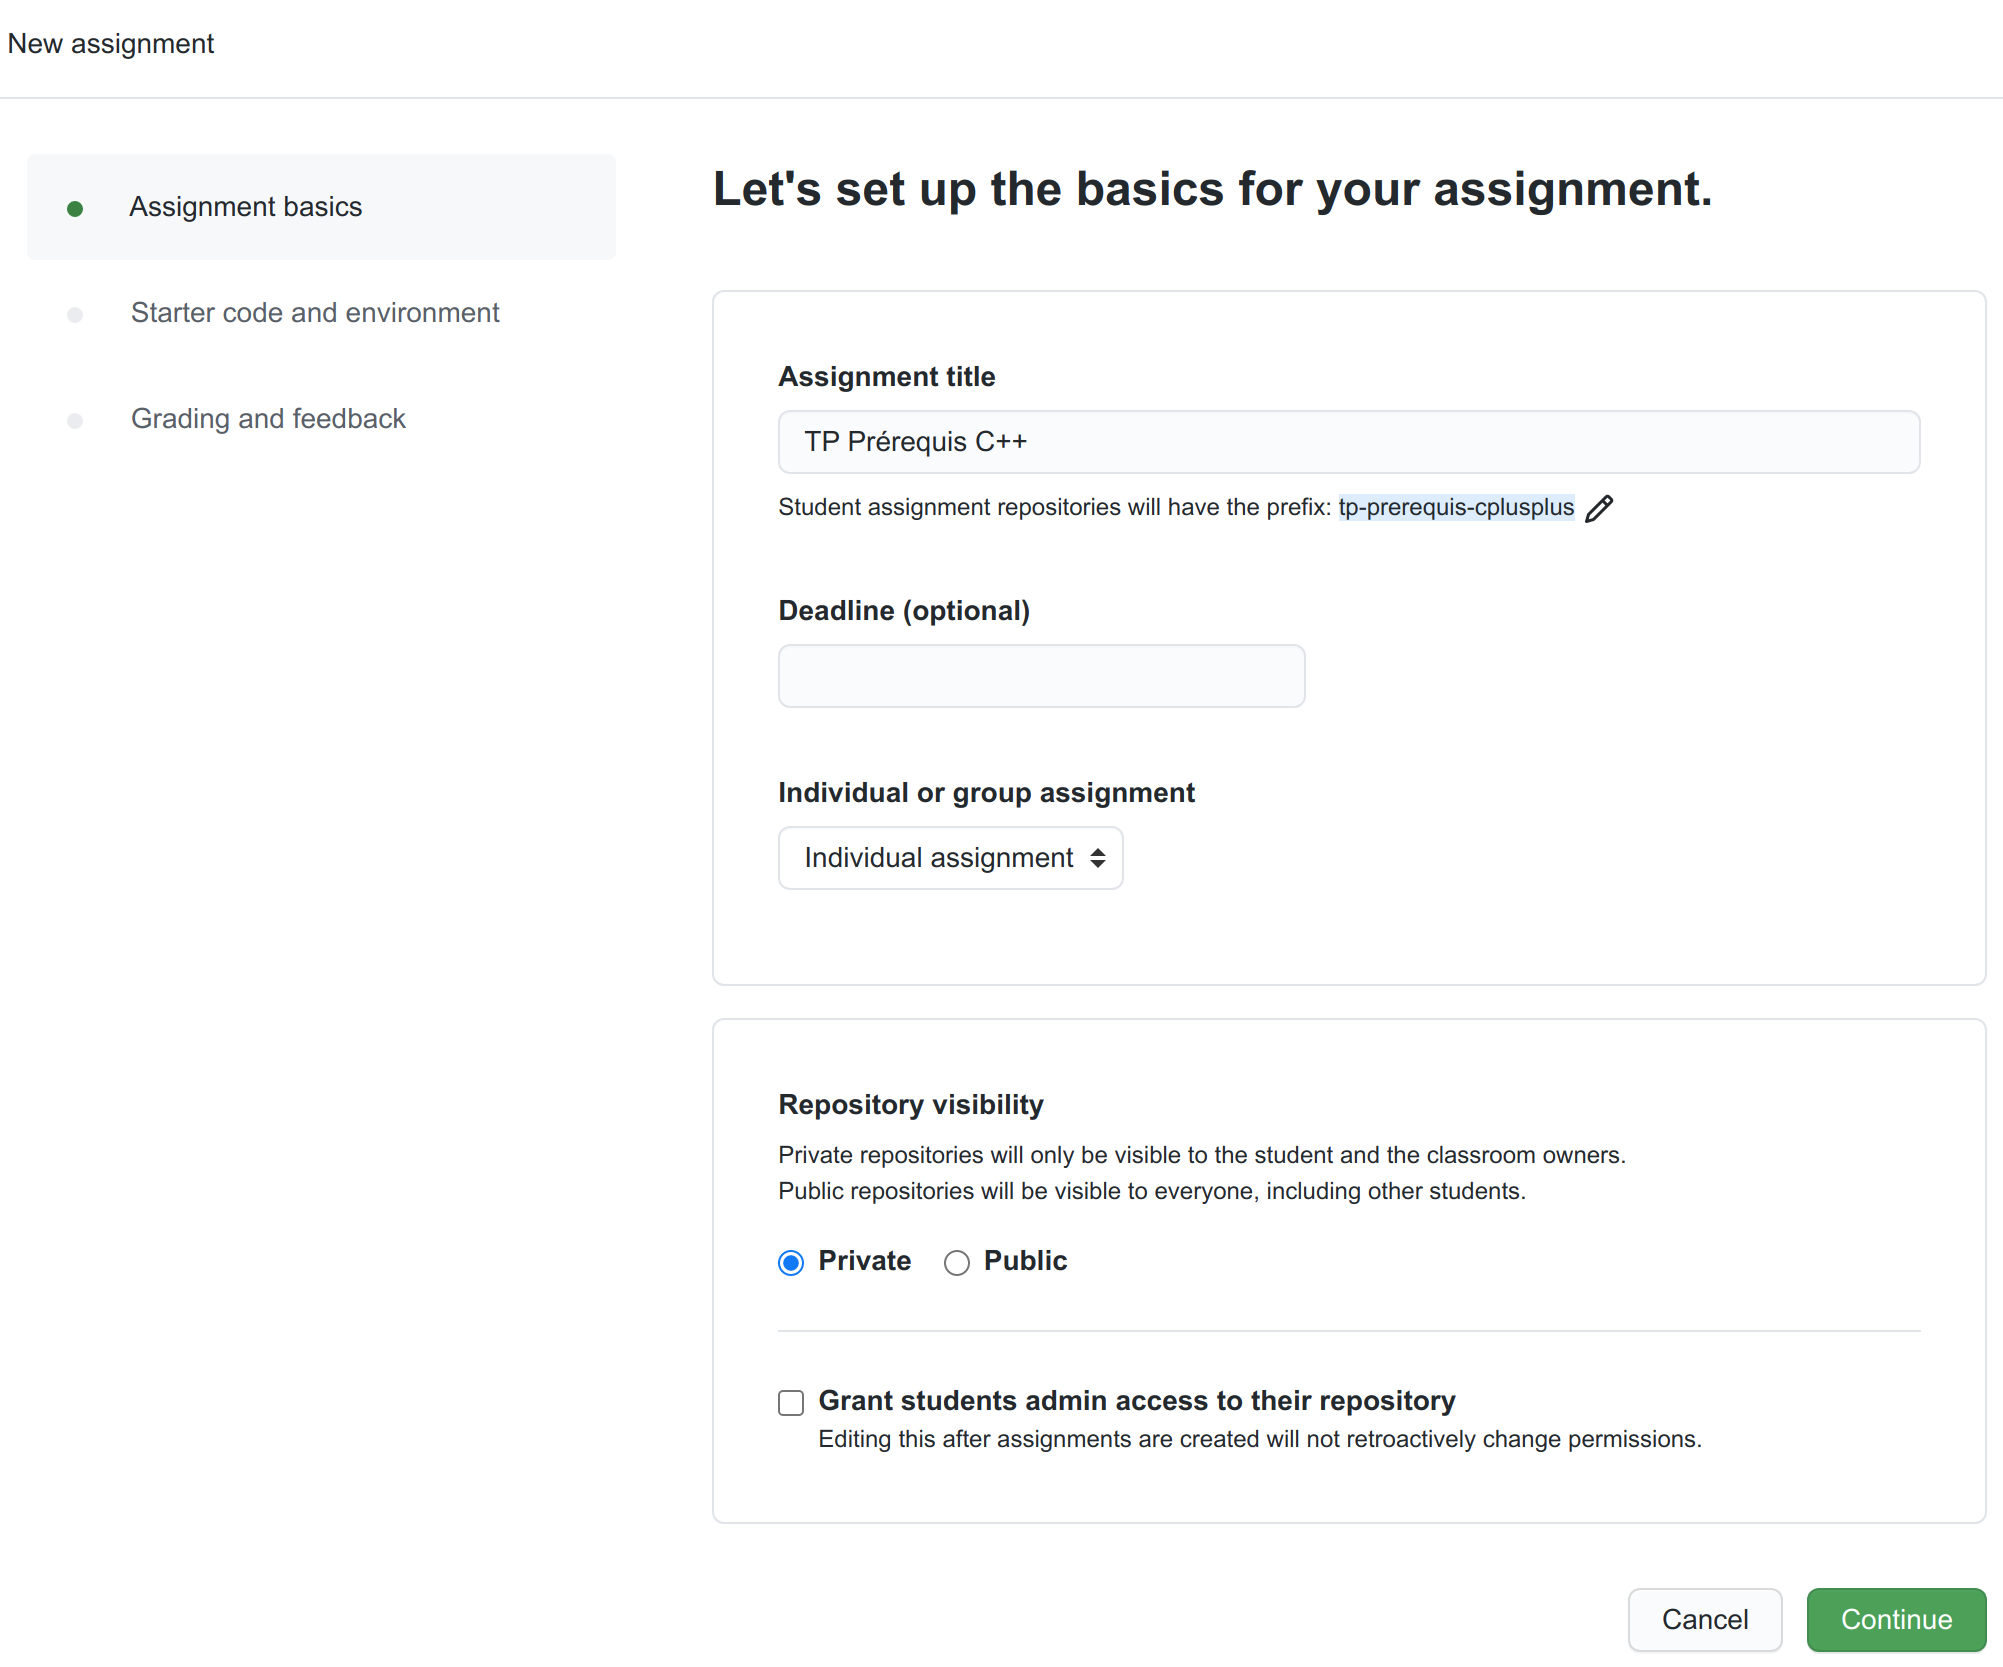 New assignment
Assignment basics
Starter code and environment
Grading and feedback
Let's set up the basics for your assignment.
Assignment title
TP Prérequis C++
Student assignment repositories will have the prefix: tp-prerequis-cplusplus
Deadline (optional)
Individual or group assignment
Individual assignment
Repository visibility
Private repositories will only be visible to the student and the classroom owners.
Public repositories will be visible to everyone, including other students.
Private Public
Grant students admin access to their repository
Editing this after assignments are created will not retroactively change permissions.
Cancel Continue